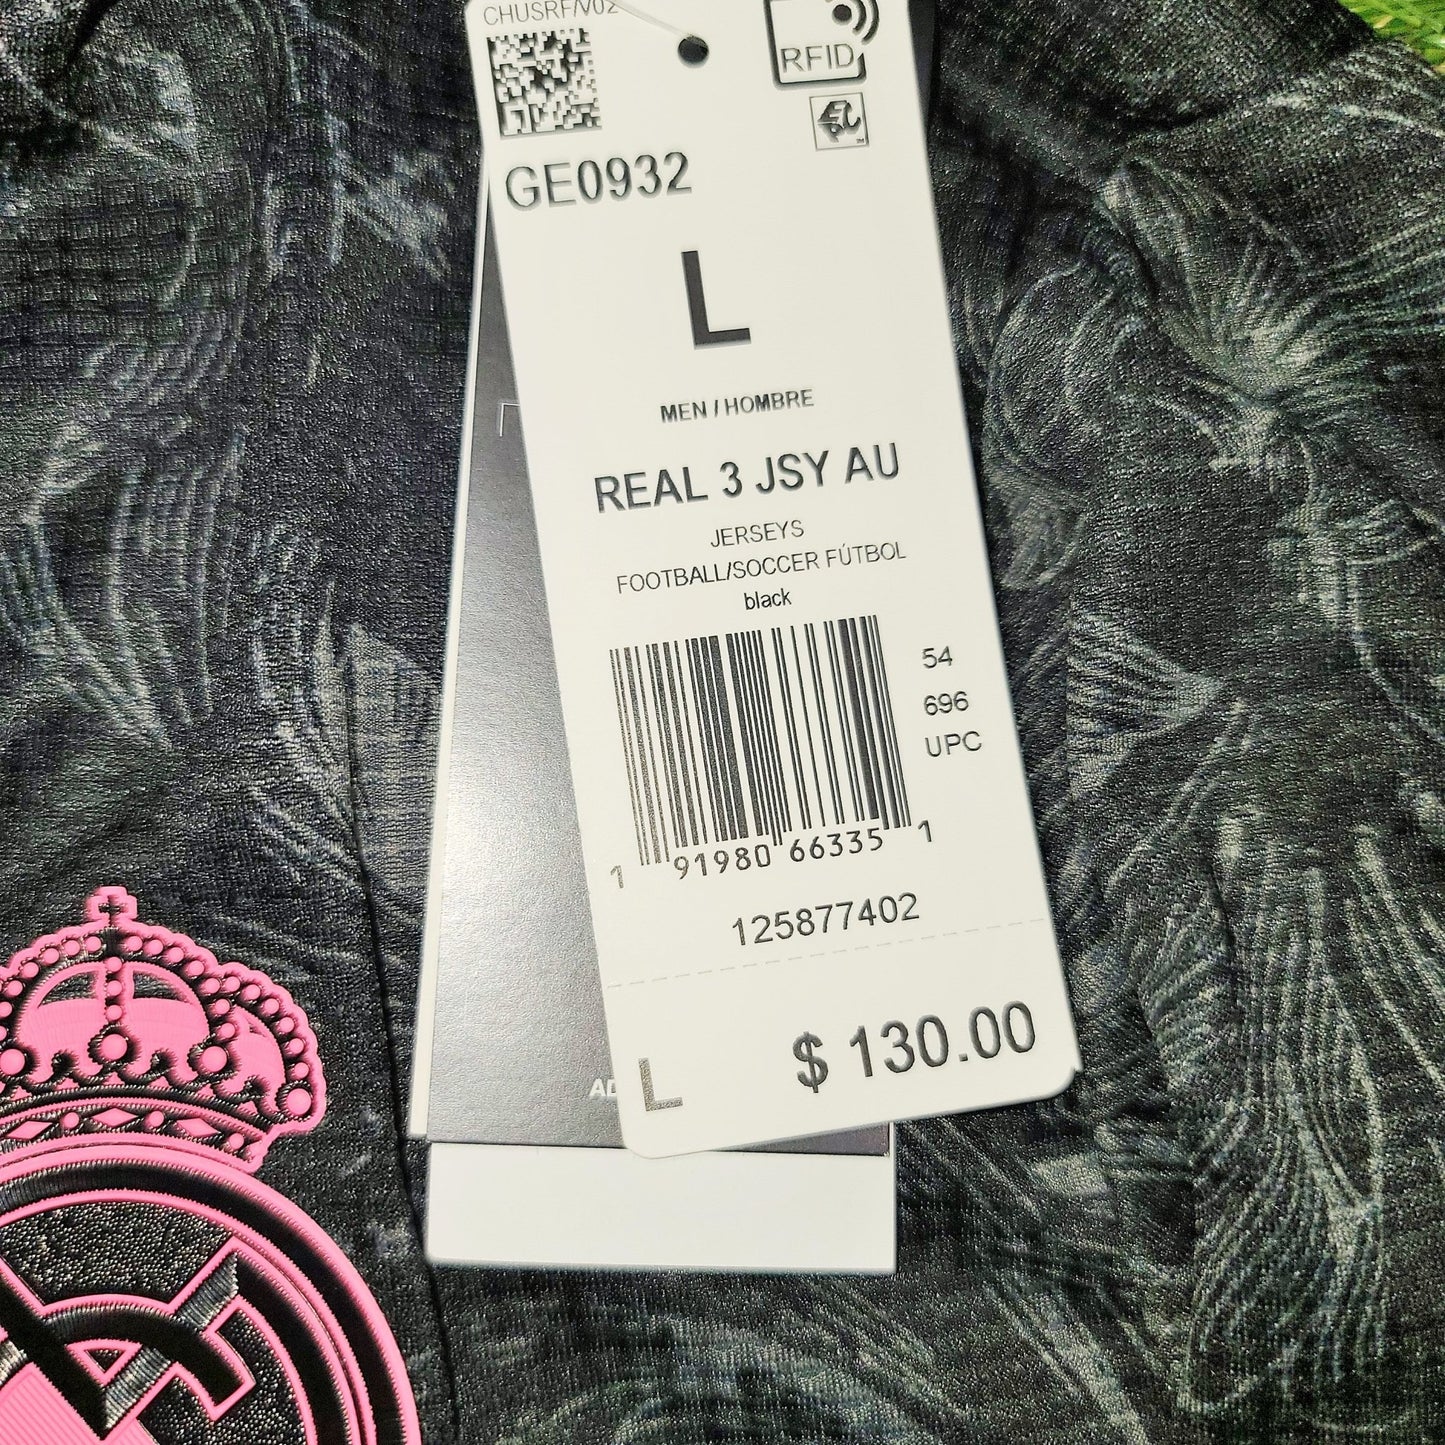 CHUSRF/V02
RFID
GE0932
L
MEN / HOMBRE
REAL 3 JSY AU
JERSEYS
FOOTBALL/SOCCER FÚTBOL
black
54
696
UPC
1 91980 66335 1
125877402
$ 130.00
L